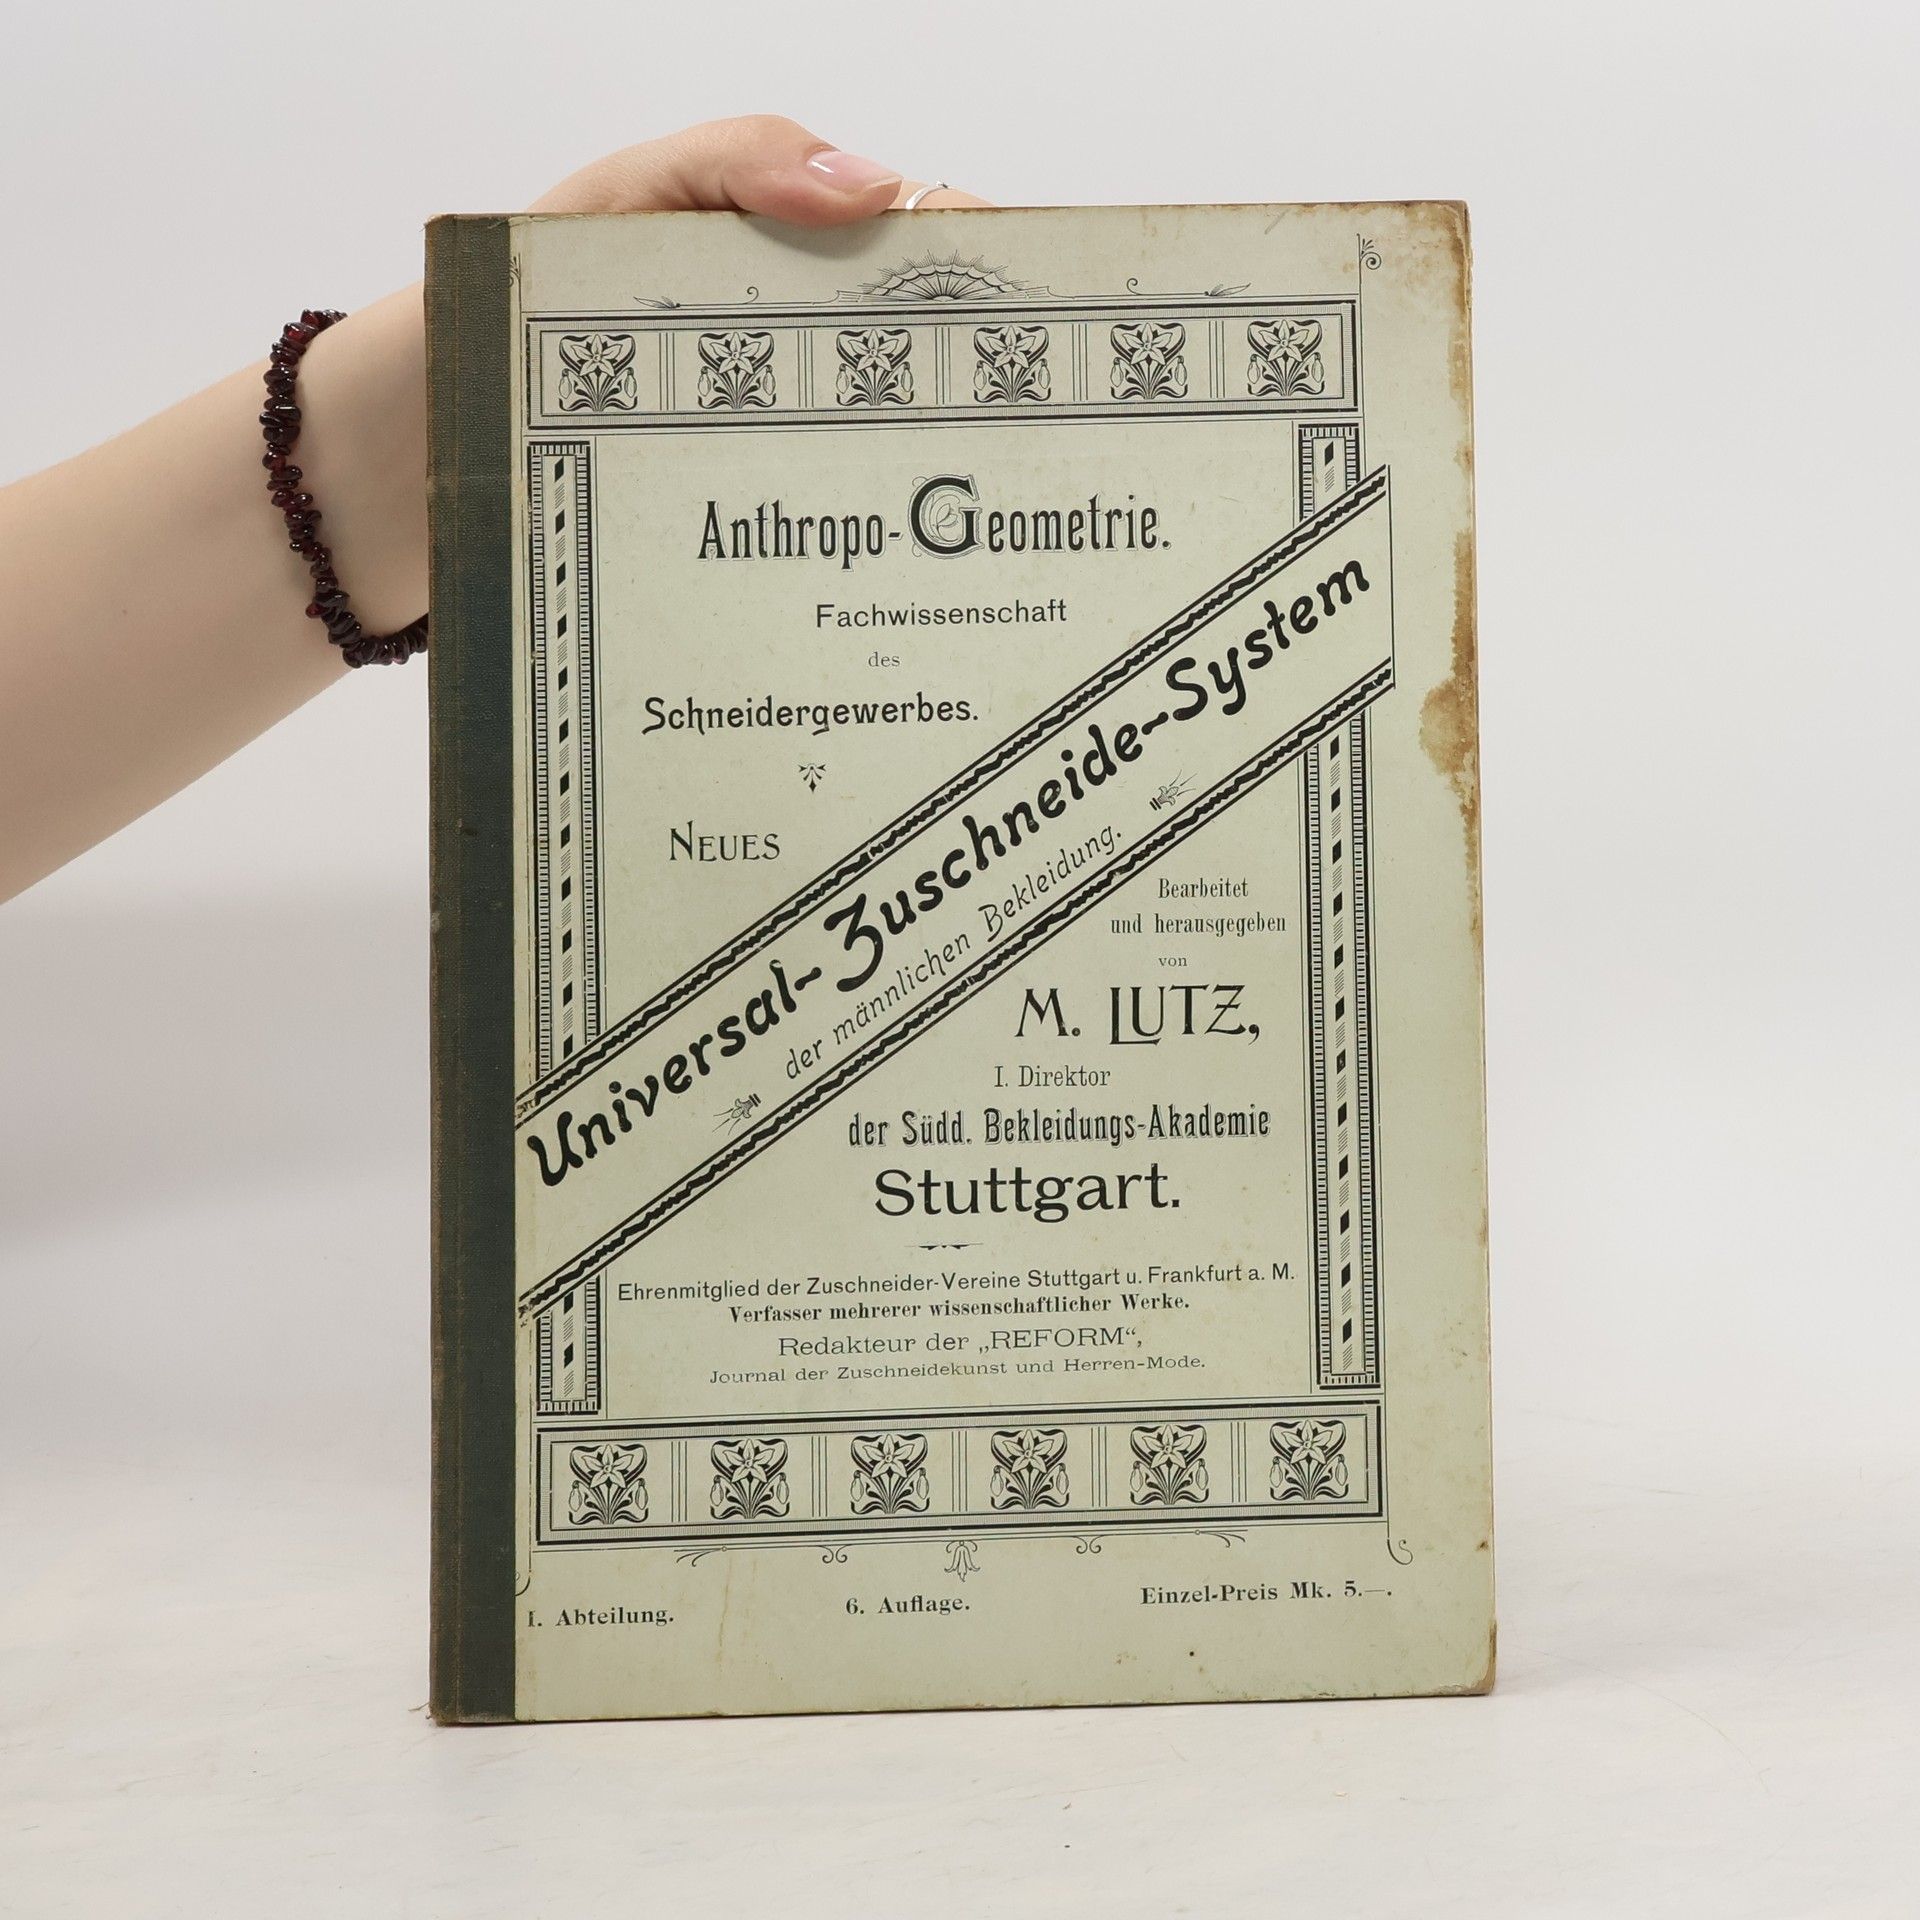 Anthropo-Geometrie.
Fachwissenschaft
des
Schneidergewerbes.
NEUES
Universal-Zuschneide-System
der männlichen Bekleidung.
Bearbeitet
und herausgegeben
von
M. LUTZ,
I. Direktor
der Südd. Bekleidungs-Akademie
Stuttgart.
Ehrenmitglied der Zuschneider-Vereine Stuttgart u. Frankfurt a. M.
Verfasser mehrerer wissenschaftlicher Werke.
Redakteur der „REFORM“,
Journal der Zuschneidekunst und Herren-Mode.
I. Abteilung. 6. Auflage. Einzel-Preis Mk. 5.—.